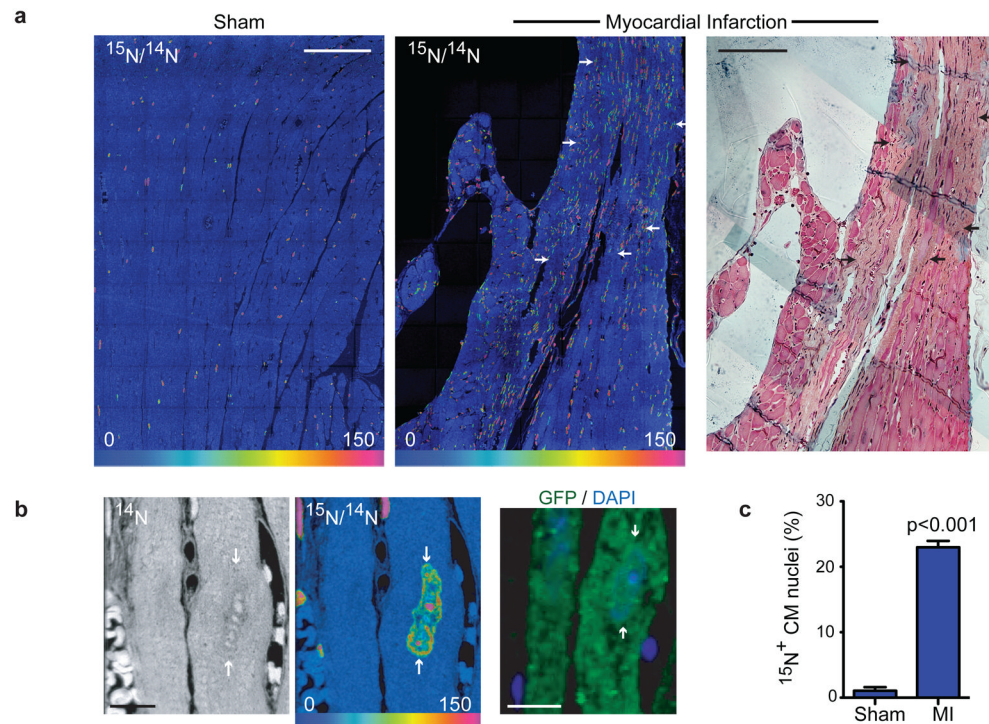 a
Sham
Myocardial Infarction
15N/14N
15N/14N
0
150
0
150
b
14N
15N/14N
0
150
GFP / DAPI
c
15N+ CM nuclei (%)
30
20
10
0
p<0.001
Sham
MI